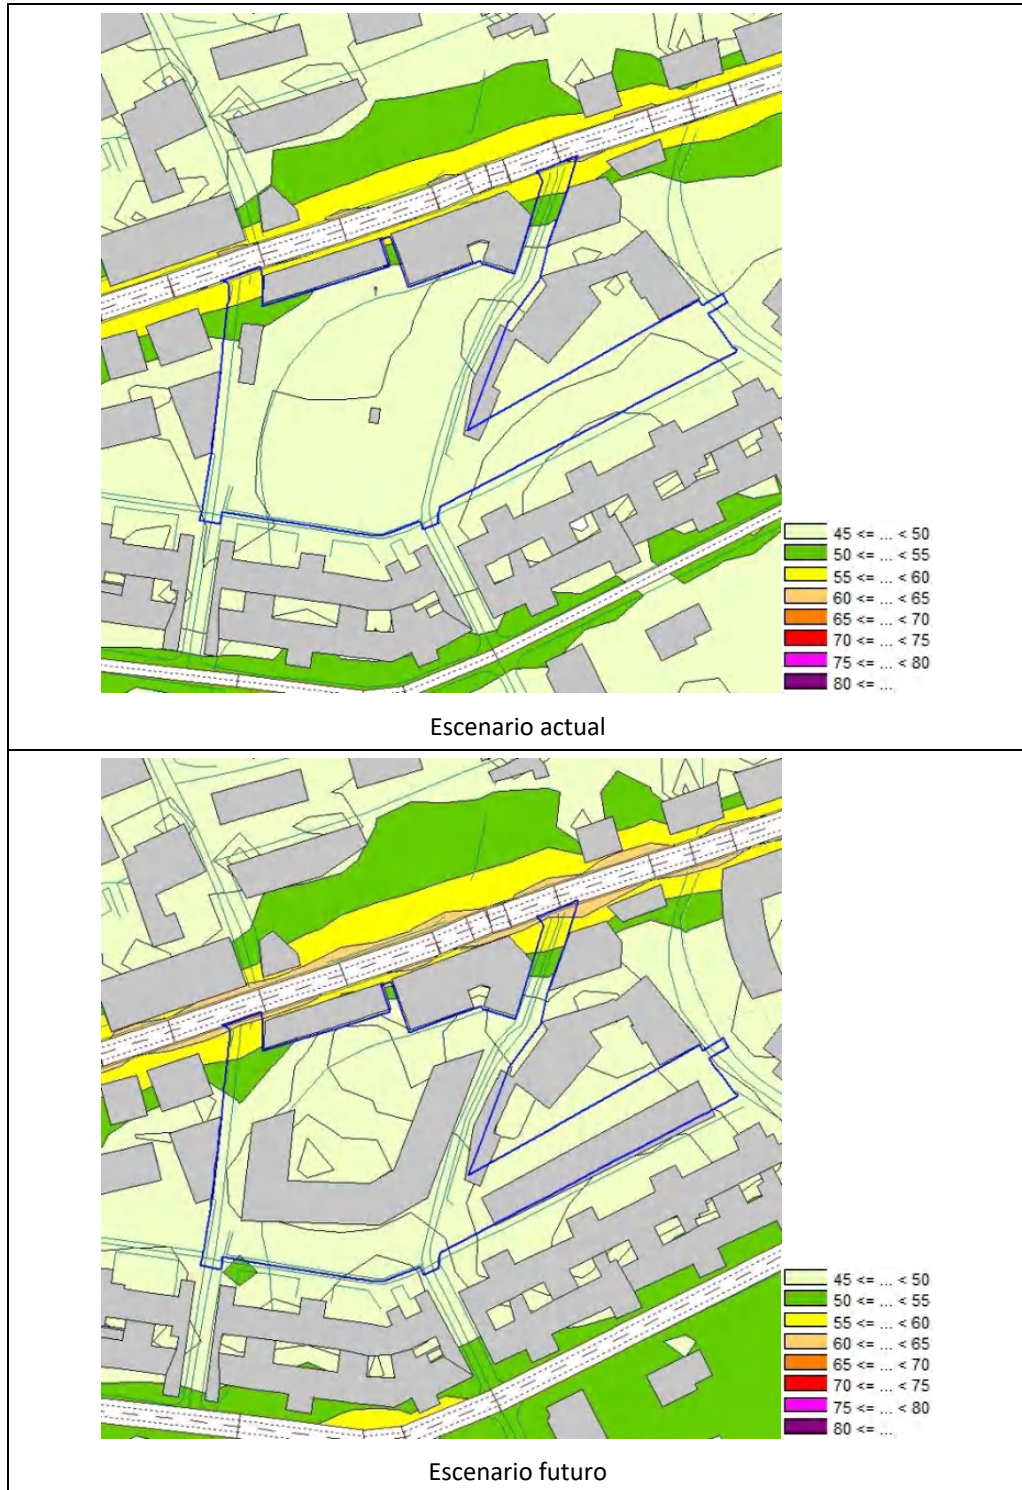 45 <= ... < 50
50 <= ... < 55
55 <= ... < 60
60 <= ... < 65
65 <= ... < 70
70 <= ... < 75
75 <= ... < 80
80 <= ...
Escenario actual
45 <= ... < 50
50 <= ... < 55
55 <= ... < 60
60 <= ... < 65
65 <= ... < 70
70 <= ... < 75
75 <= ... < 80
80 <= ...
Escenario futuro